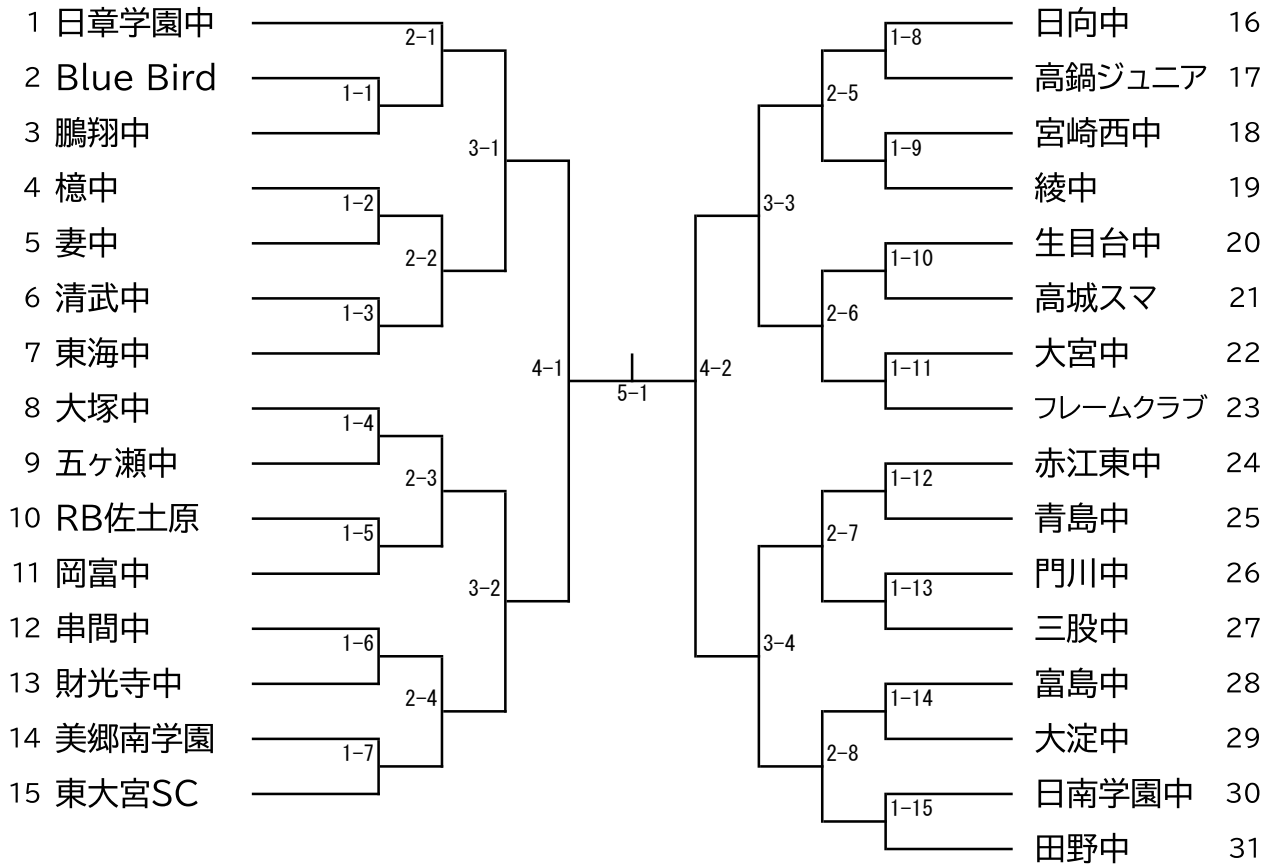 1 日章学園中
2 Blue Bird
3 鵬翔中
4 檍中
5 妻中
6 清武中
7 東海中
8 大塚中
9 五ヶ瀬中
10 RB佐土原
11 岡富中
12 串間中
13 財光寺中
14 美郷南学園
15 東大宮SC
2-1
1-1
3-1
1-2
2-2
1-3
4-1
1-4
2-3
1-5
3-2
1-6
2-4
1-7
5-1
1-8
2-5
1-9
3-3
1-10
2-6
1-11
4-2
1-12
2-7
1-13
3-4
1-14
2-8
1-15
日向中 16
高鍋ジュニア 17
宮崎西中 18
綾中 19
生目台中 20
高城スマ 21
大宮中 22
フレームクラブ 23
赤江東中 24
青島中 25
門川中 26
三股中 27
富島中 28
大淀中 29
日南学園中 30
田野中 31